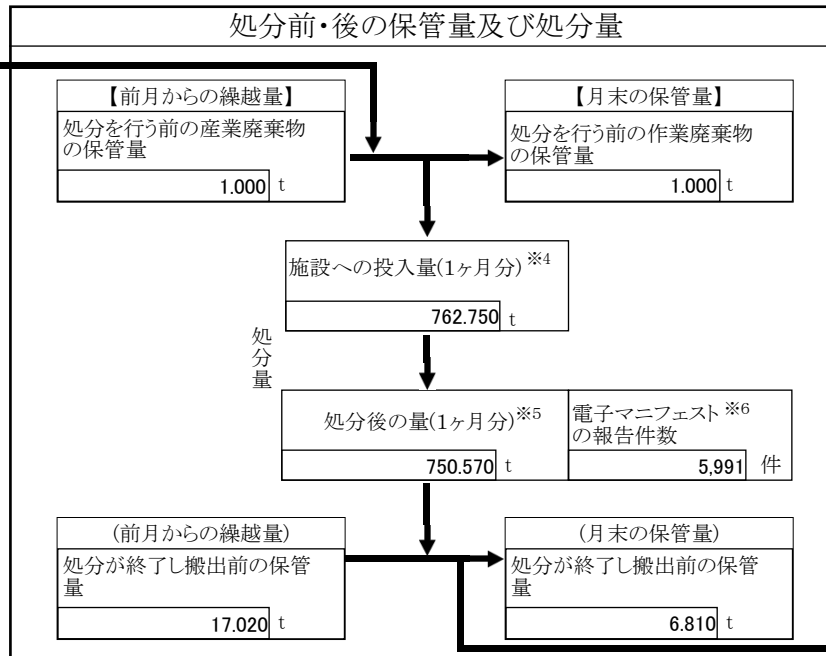 処分前・後の保管量及び処分量
【前月からの繰越量】
処分を行う前の産業廃棄物
の保管量
1.000 t
【月末の保管量】
処分を行う前の作業廃棄物
の保管量
1.000 t
施設への投入量(1ヶ月分)※4
762.750 t
処分量
処分後の量(1ヶ月分)※5
750.570 t
電子マニフェスト※6
の報告件数
5,991 件
(前月からの繰越量)
処分が終了し搬出前の保管
量
17.020 t
(月末の保管量)
処分が終了し搬出前の保管
量
6.810 t